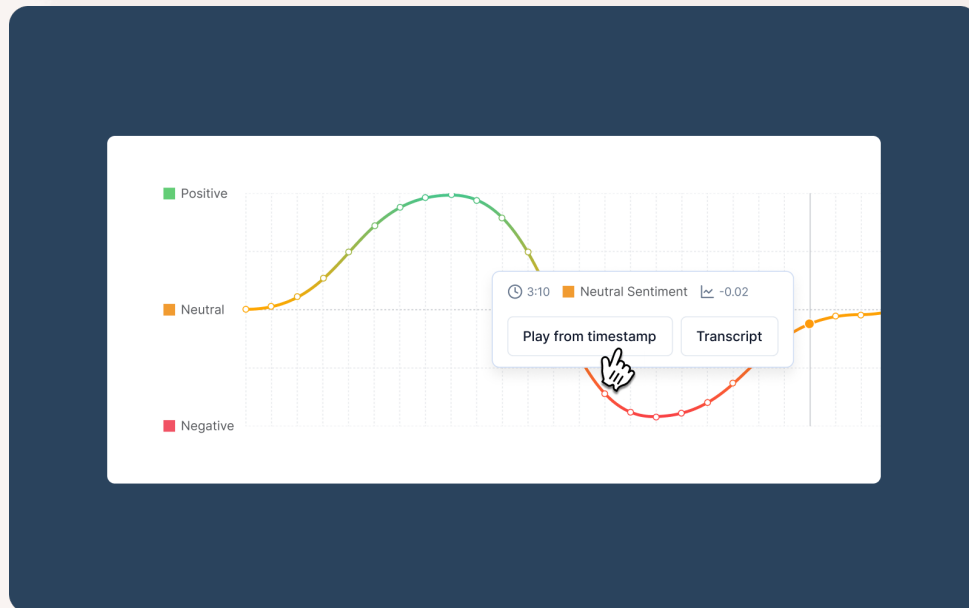 Positive
3:10 Neutral Sentiment -0.02
Neutral
Play from timestamp Transcript
Negative